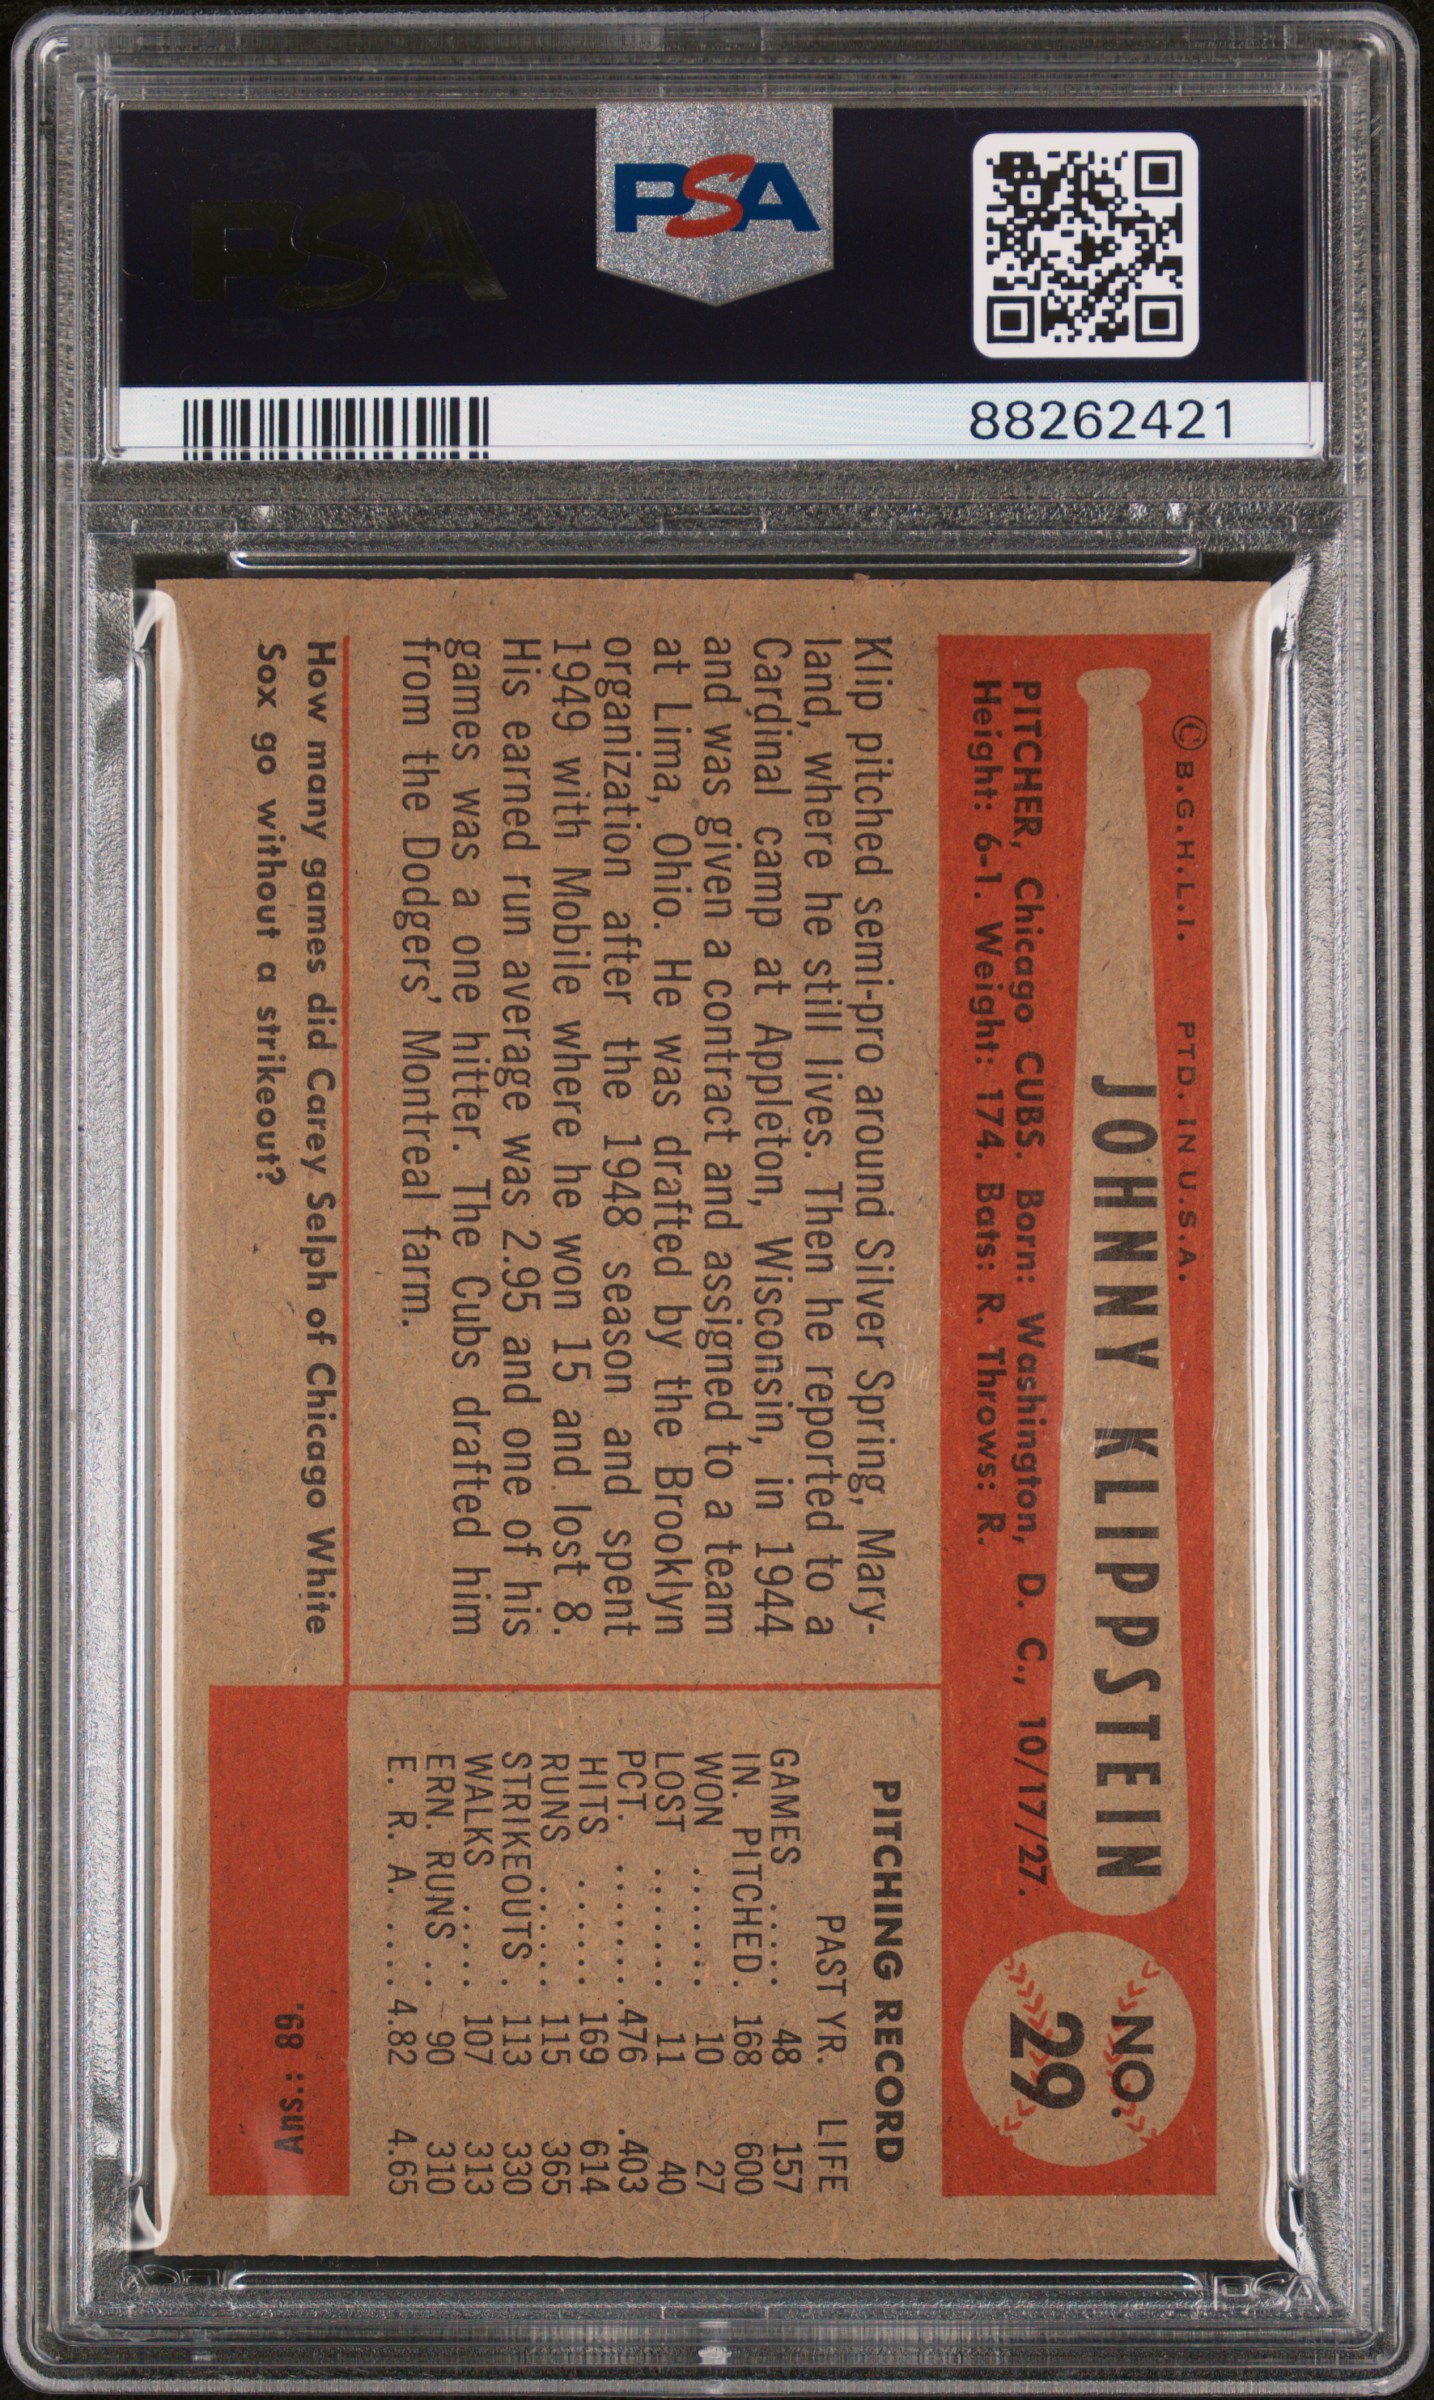 PSA PSA PSA
PSA
PSA PSA PSA
PSA
88262421
© B.G.H.L.I. PTD. IN U.S.A.
JOHNNY KLIPPSTEIN
NO.
29
PITCHER, Chicago CUBS. Born: Washington, D. C., 10/17/27.
Height: 6-1. Weight: 174. Bats: R. Throws: R.
Klip pitched semi-pro around Silver Spring, Mary-
land, where he still lives. Then he reported to a
Cardinal camp at Appleton, Wisconsin, in 1944
and was given a contract and assigned to a team
at Lima, Ohio. He was drafted by the Brooklyn
organization after the 1948 season and spent
1949 with Mobile where he won 15 and lost 8.
His earned run average was 2.95 and one of his
games was a one hitter. The Cubs drafted him
from the Dodgers' Montreal farm.
PITCHING RECORD
PAST YR. LIFE
GAMES ..... 48 157
IN. PITCHED. 168 600
WON ...... 10 27
LOST ...... 11 40
PCT. ...... .476 .403
HITS ...... 169 614
RUNS ..... 115 365
STRIKEOUTS . 113 330
WALKS ..... 107 313
ERN. RUNS .. 90 310
E. R. A. .... 4.82 4.65
How many games did Carey Selph of Chicago White
Sox go without a strikeout?
Ans.: 89.
PSA